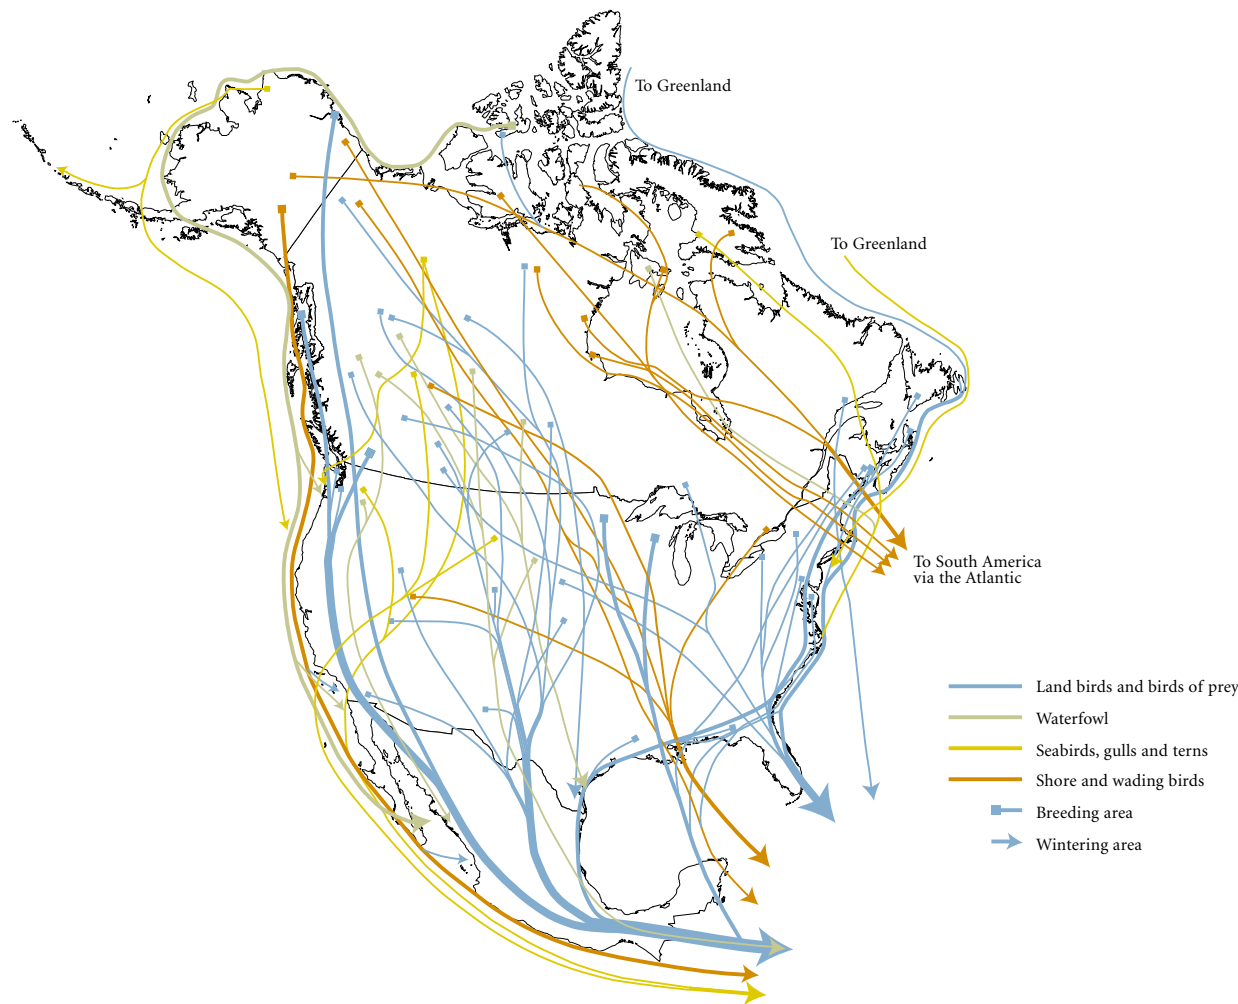 To Greenland
To Greenland
To South America
via the Atlantic
Land birds and birds of prey
Waterfowl
Seabirds, gulls and terns
Shore and wading birds
Breeding area
Wintering area